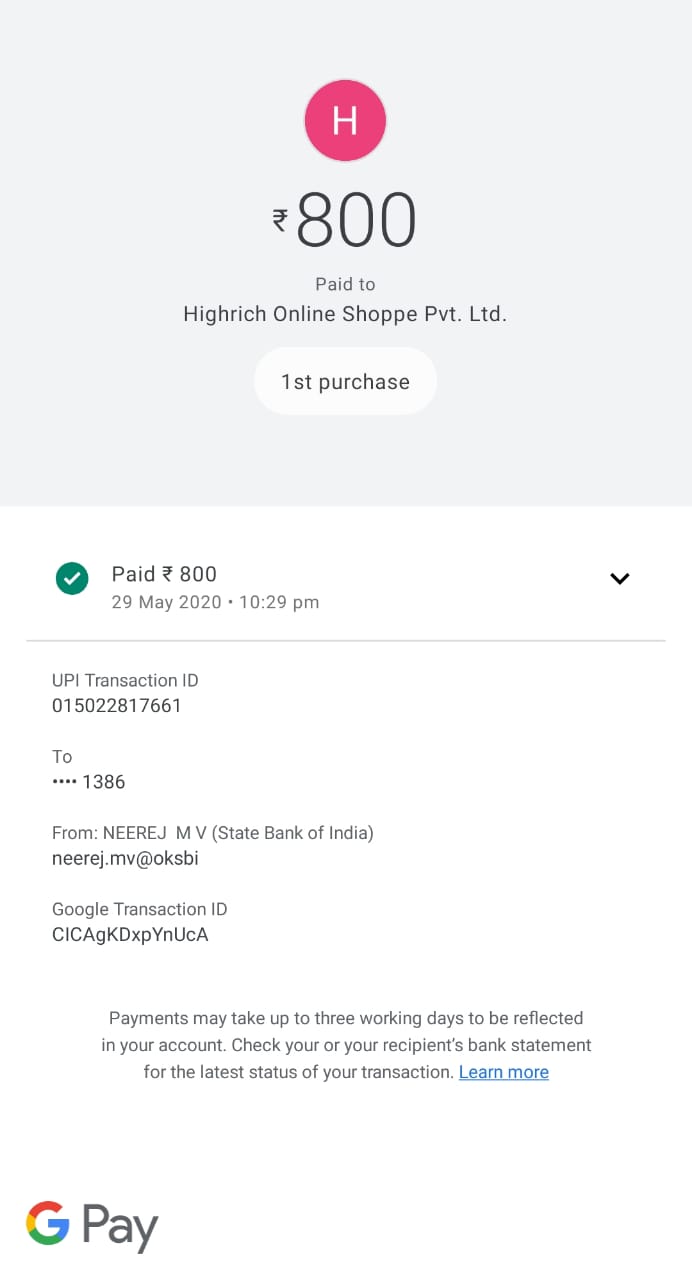 H
₹800
Paid to
Highrich Online Shoppe Pvt. Ltd.
1st purchase
Paid ₹ 800
29 May 2020 • 10:29 pm
UPI Transaction ID
015022817661
To
•••• 1386
From: NEEREJ  M V (State Bank of India)
neerej.mv@oksbi
Google Transaction ID
CICAgKDxpYnUcA
Payments may take up to three working days to be reflected
in your account. Check your or your recipient's bank statement
for the latest status of your transaction. Learn more
G Pay